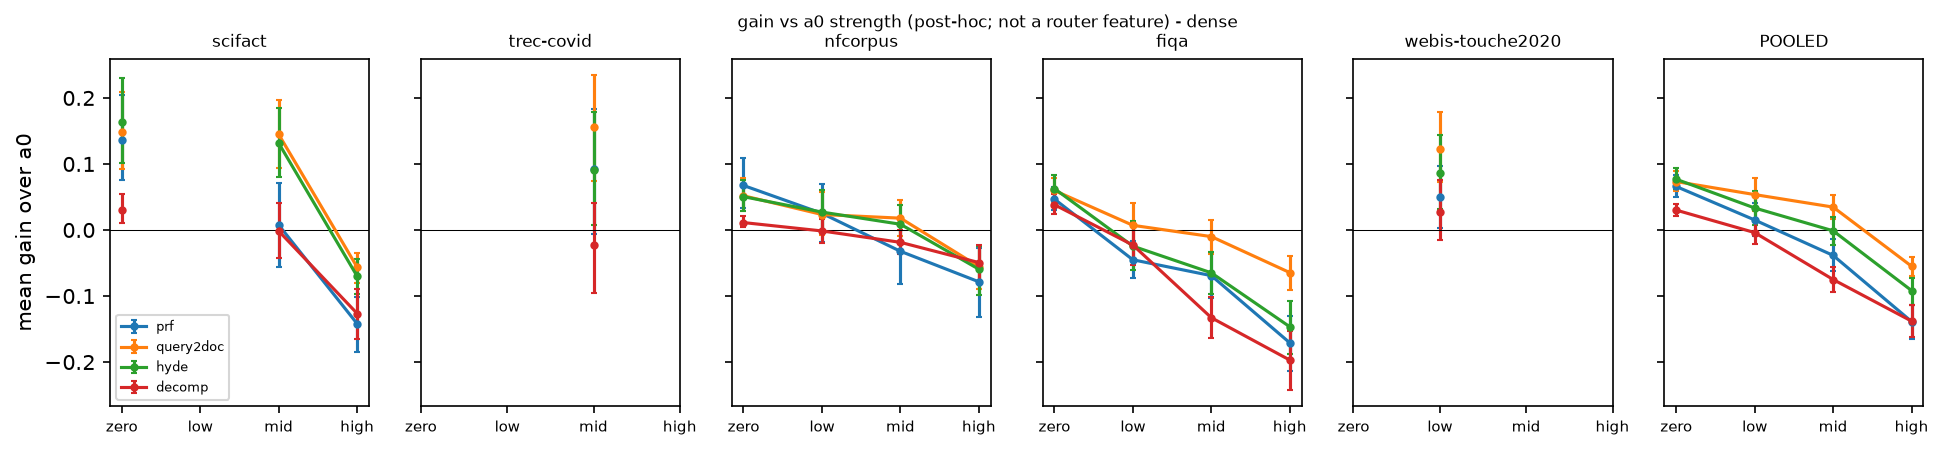 gain vs a0 strength (post-hoc; not a router feature) - dense
scifact
trec-covid
nfcorpus
fiqa
webis-touche2020
POOLED
mean gain over a0
0.2
0.1
0.0
−0.1
−0.2
prf
query2doc
hyde
decomp
zero low mid high
zero low mid high
zero low mid high
zero low mid high
zero low mid high
zero low mid high